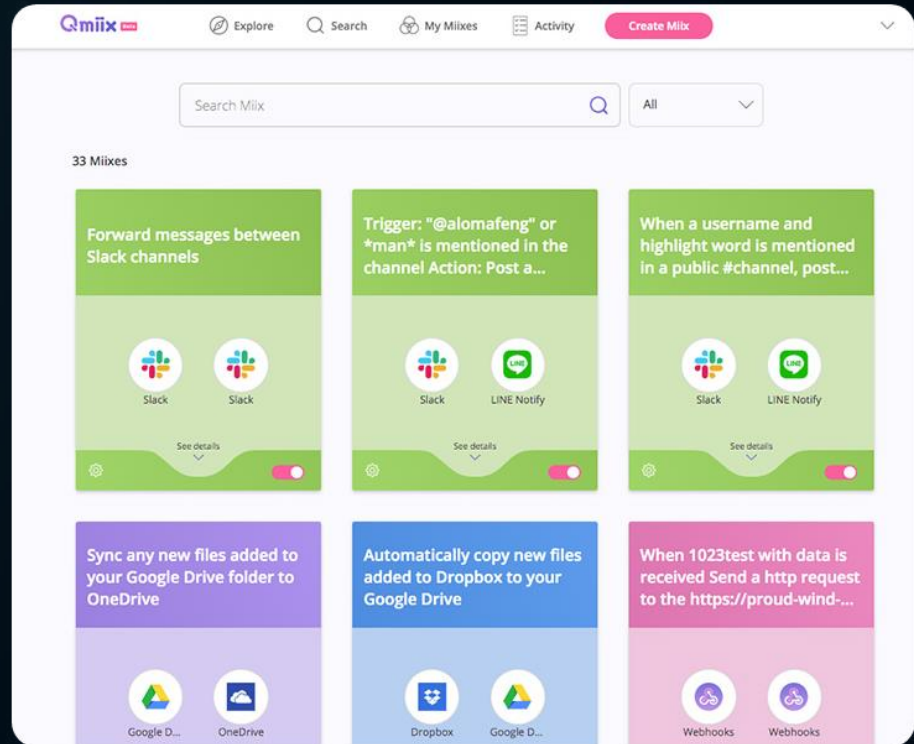 Qmiix Beta
Explore
Search
My Miixes
Activity
Create Miix
Search Miix
All
33 Miixes
Forward messages between
Slack channels
Slack
Slack
See details
Trigger: "@alomafeng" or
*man* is mentioned in the
channel Action: Post a...
Slack
LINE
LINE Notify
See details
When a username and
highlight word is mentioned
in a public #channel, post...
Slack
LINE
LINE Notify
See details
Sync any new files added to
your Google Drive folder to
OneDrive
Google D...
OneDrive
Automatically copy new files
added to Dropbox to your
Google Drive
Dropbox
Google D...
When 1023test with data is
received Send a http request
to the https://proud-wind-...
Webhooks
Webhooks